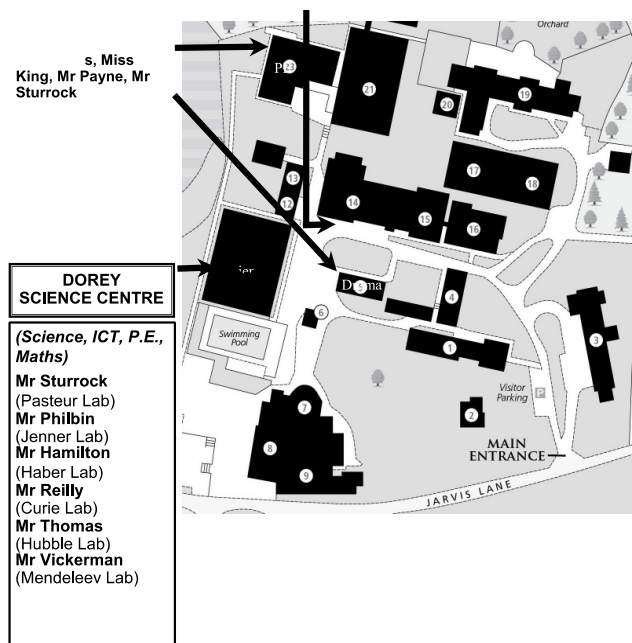 s, Miss
King, Mr Payne, Mr
Sturrock
DOREY
SCIENCE CENTRE
(Science, ICT, P.E.,
Maths)
Mr Sturrock
(Pasteur Lab)
Mr Philbin
(Jenner Lab)
Mr Hamilton
(Haber Lab)
Mr Reilly
(Curie Lab)
Mr Thomas
(Hubble Lab)
Mr Vickerman
(Mendeleev Lab)
Orchard
23
21
19
20
17
18
13
12
14
15
16
Drama
5
4
6
3
1
Swimming
Pool
Visitor
Parking
P
2
7
8
9
MAIN
ENTRANCE
JARVIS LANE